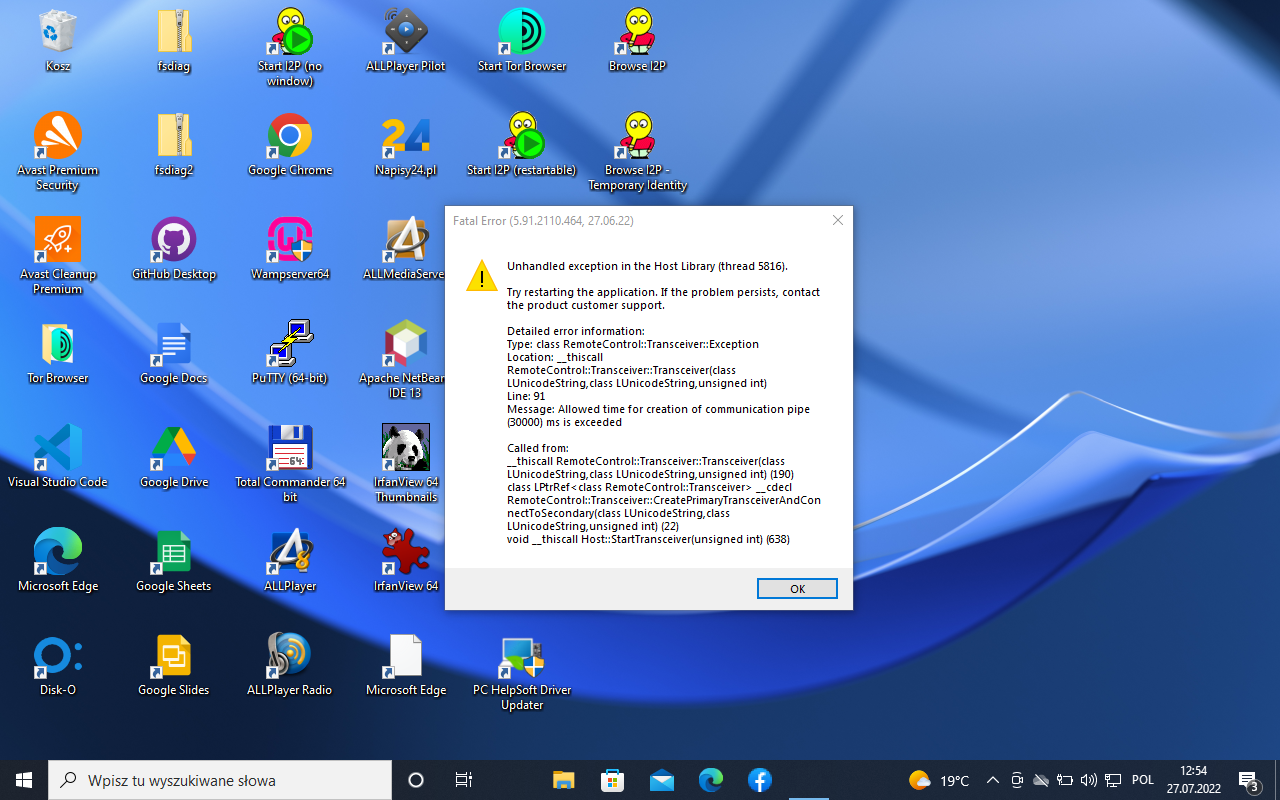 Kosz
fsdiag
Start I2P (no
window)
ALLPlayer Pilot
Start Tor Browser
Browse I2P
Avast Premium
Security
fsdiag2
Google Chrome
24
Napisy24.pl
Start I2P (restartable)
Browse I2P -
Temporary Identity
Avast Cleanup
Premium
GitHub Desktop
Wampserver64
ALLMediaServe
Tor Browser
Google Docs
PuTTY (64-bit)
Apache NetBean
IDE 13
Visual Studio Code
Google Drive
64:
Total Commander 64
bit
IrfanView 64
Thumbnails
Microsoft Edge
Google Sheets
ALLPlayer
IrfanView 64
Disk-O
Google Slides
ALLPlayer Radio
Microsoft Edge
PC HelpSoft Driver
Updater
Fatal Error (5.91.2110.464, 27.06.22)
Unhandled exception in the Host Library (thread 5816).
Try restarting the application. If the problem persists, contact
the product customer support.
Detailed error information:
Type: class RemoteControl::Transceiver::Exception
Location: __thiscall
RemoteControl::Transceiver::Transceiver(class
LUnicodeString,class LUnicodeString,unsigned int)
Line: 91
Message: Allowed time for creation of communication pipe
(30000) ms is exceeded
Called from:
__thiscall RemoteControl::Transceiver::Transceiver(class
LUnicodeString,class LUnicodeString,unsigned int) (190)
class LPtrRef<class RemoteControl::Transceiver> __cdecl
RemoteControl::Transceiver::CreatePrimaryTransceiverAndCon
nectToSecondary(class LUnicodeString,class
LUnicodeString,unsigned int) (22)
void __thiscall Host::StartTransceiver(unsigned int) (638)
OK
Wpisz tu wyszukiwane słowa
19°C
POL
12:54
27.07.2022
3